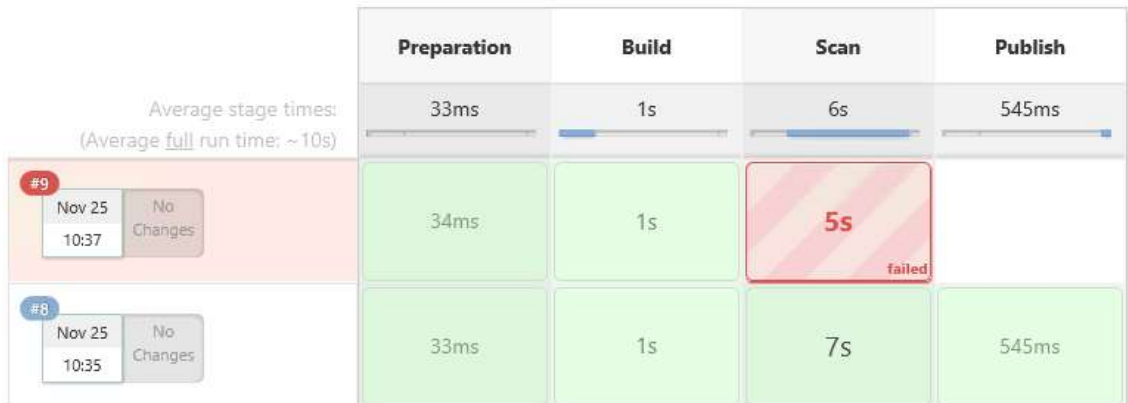 Preparation Build Scan Publish
Average stage times: 33ms 1s 6s 545ms
(Average full run time: ~10s)
#9
Nov 25 No
Changes
10:37
34ms 1s 5s
failed
#8
Nov 25 No
Changes
10:35
33ms 1s 7s 545ms